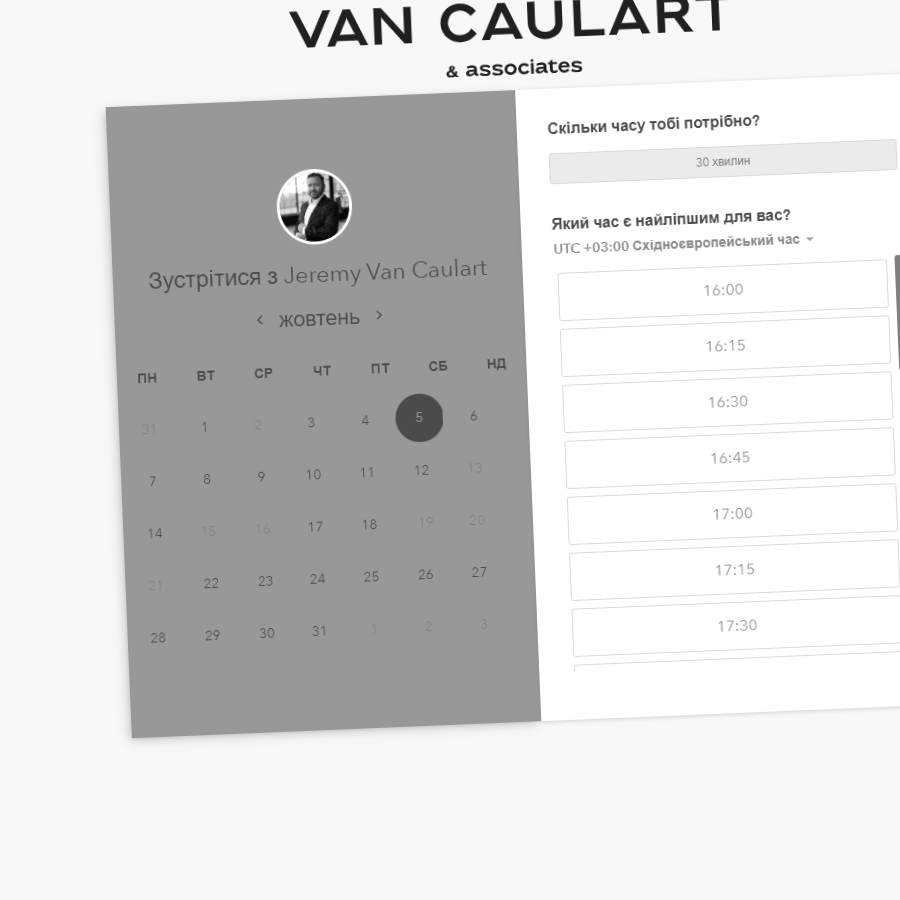 VAN CAULART
& associates
Зустрітися з Jeremy Van Caulart
‹ жовтень ›
ПН ВТ СР ЧТ ПТ СБ НД
31 1 2 3 4 5 6
7 8 9 10 11 12 13
14 15 16 17 18 19 20
21 22 23 24 25 26 27
28 29 30 31 1 2 3
Скільки часу тобі потрібно?
30 хвилин
Який час є найліпшим для вас?
UTC +03:00 Східноєвропейський час
16:00
16:15
16:30
16:45
17:00
17:15
17:30